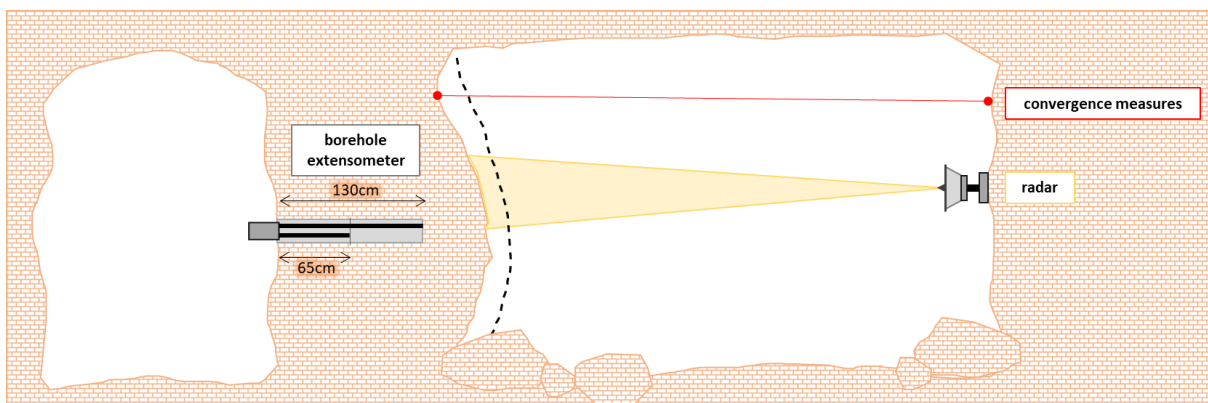 convergence measures
borehole
extensometer
radar
130cm
65cm